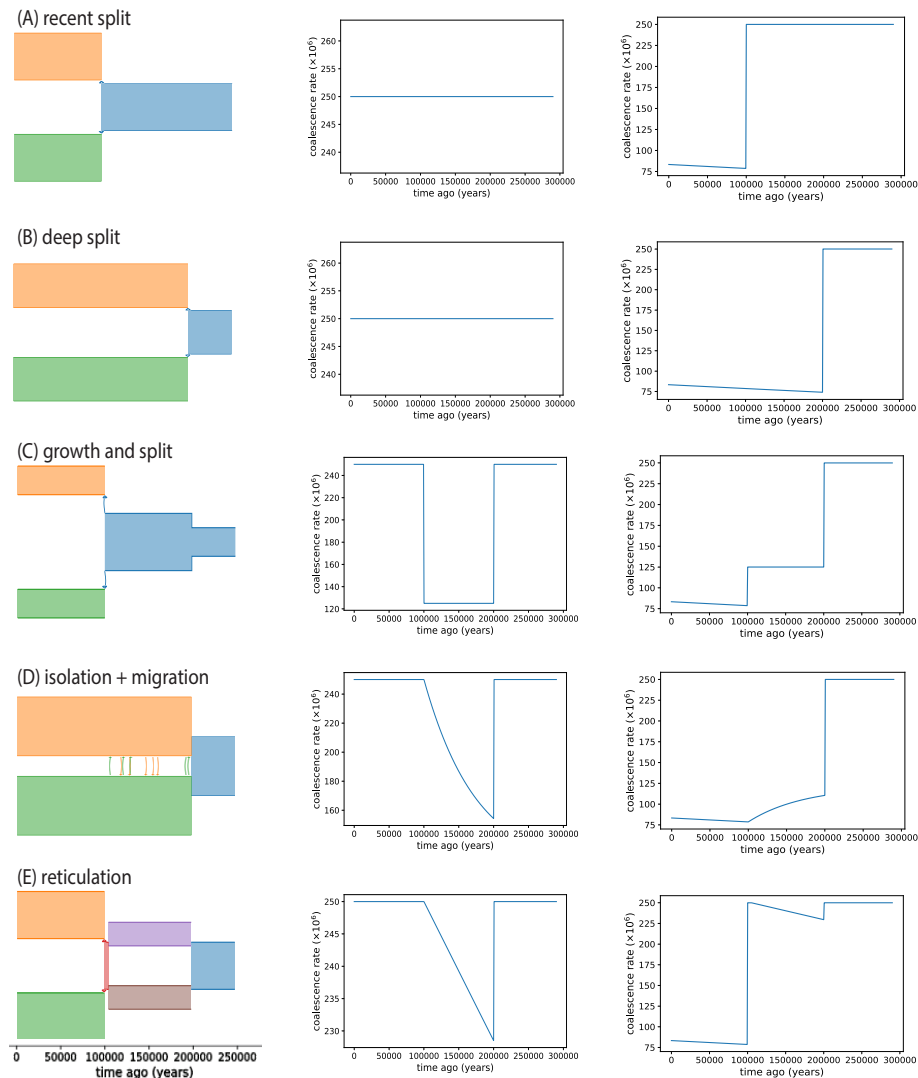 (A) recent split
coalescence rate (×10⁶)
260
255
250
245
240
0 50000 100000 150000 200000 250000 300000
time ago (years)
coalescence rate (×10⁶)
250
225
200
175
150
125
100
75
0 50000 100000 150000 200000 250000 300000
time ago (years)
(B) deep split
coalescence rate (×10⁶)
260
255
250
245
240
0 50000 100000 150000 200000 250000 300000
time ago (years)
coalescence rate (×10⁶)
250
225
200
175
150
125
100
75
0 50000 100000 150000 200000 250000 300000
time ago (years)
(C) growth and split
coalescence rate (×10⁶)
240
220
200
180
160
140
120
0 50000 100000 150000 200000 250000 300000
time ago (years)
coalescence rate (×10⁶)
250
225
200
175
150
125
100
75
0 50000 100000 150000 200000 250000 300000
time ago (years)
(D) isolation + migration
coalescence rate (×10⁶)
240
220
200
180
160
0 50000 100000 150000 200000 250000 300000
time ago (years)
coalescence rate (×10⁶)
250
225
200
175
150
125
100
75
0 50000 100000 150000 200000 250000 300000
time ago (years)
(E) reticulation
coalescence rate (×10⁶)
250
245
240
235
230
0 50000 100000 150000 200000 250000 300000
time ago (years)
coalescence rate (×10⁶)
250
225
200
175
150
125
100
75
0 50000 100000 150000 200000 250000 300000
time ago (years)
0 50000 100000 150000 200000 250000
time ago (years)